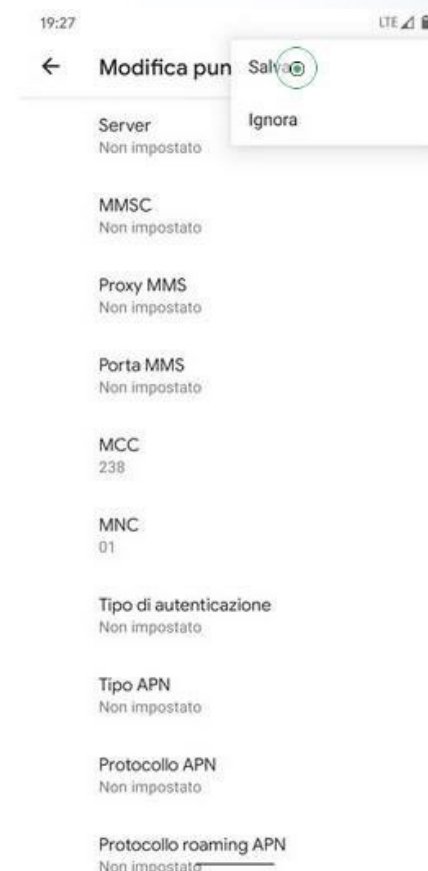 19:27
LTE
Modifica pun
Salva
Ignora
Server
Non impostato
MMSC
Non impostato
Proxy MMS
Non impostato
Porta MMS
Non impostato
MCC
238
MNC
01
Tipo di autenticazione
Non impostato
Tipo APN
Non impostato
Protocollo APN
Non impostato
Protocollo roaming APN
Non impostato